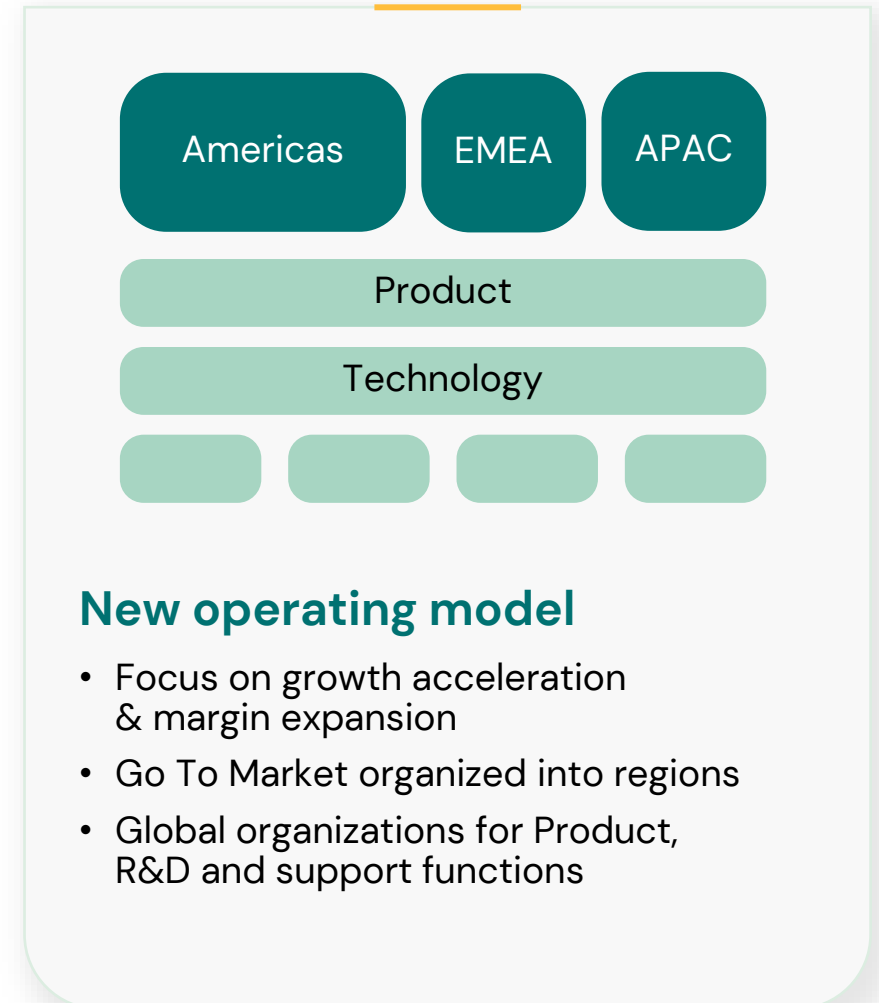 Americas
EMEA
APAC
Product
Technology
New operating model
• Focus on growth acceleration
& margin expansion
• Go To Market organized into regions
• Global organizations for Product,
R&D and support functions